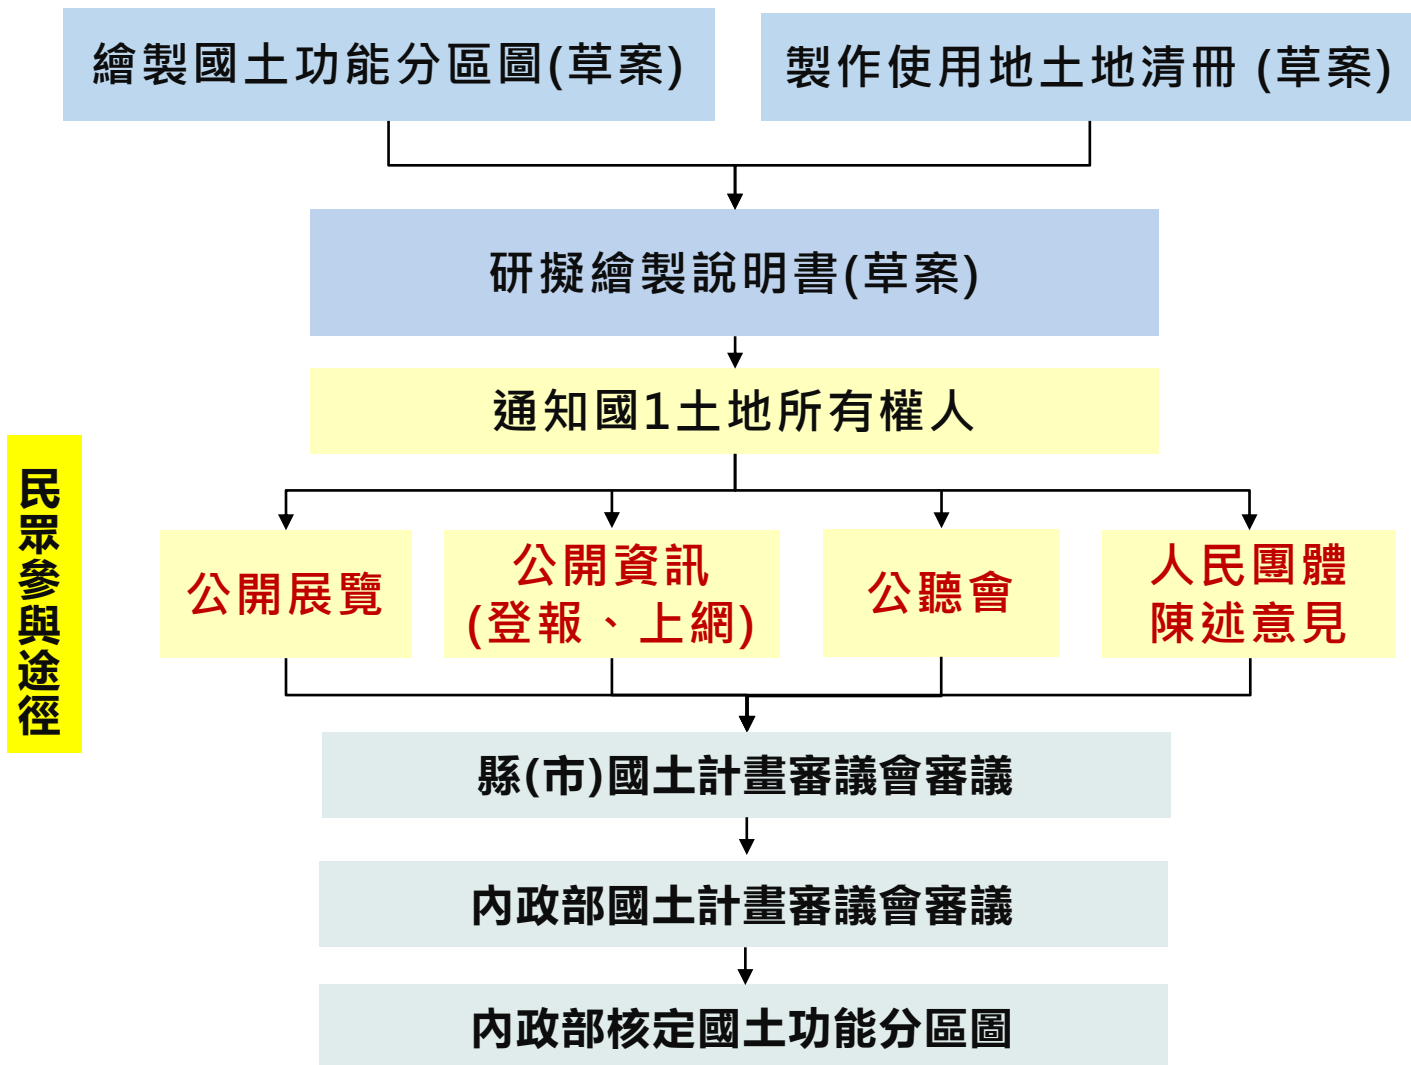 繪製國土功能分區圖(草案)
製作使用地土地清冊 (草案)
研擬繪製說明書(草案)
通知國1土地所有權人
民眾參與途徑
公開展覽
公開資訊
(登報、上網)
公聽會
人民團體
陳述意見
縣(市)國土計畫審議會審議
內政部國土計畫審議會審議
內政部核定國土功能分區圖